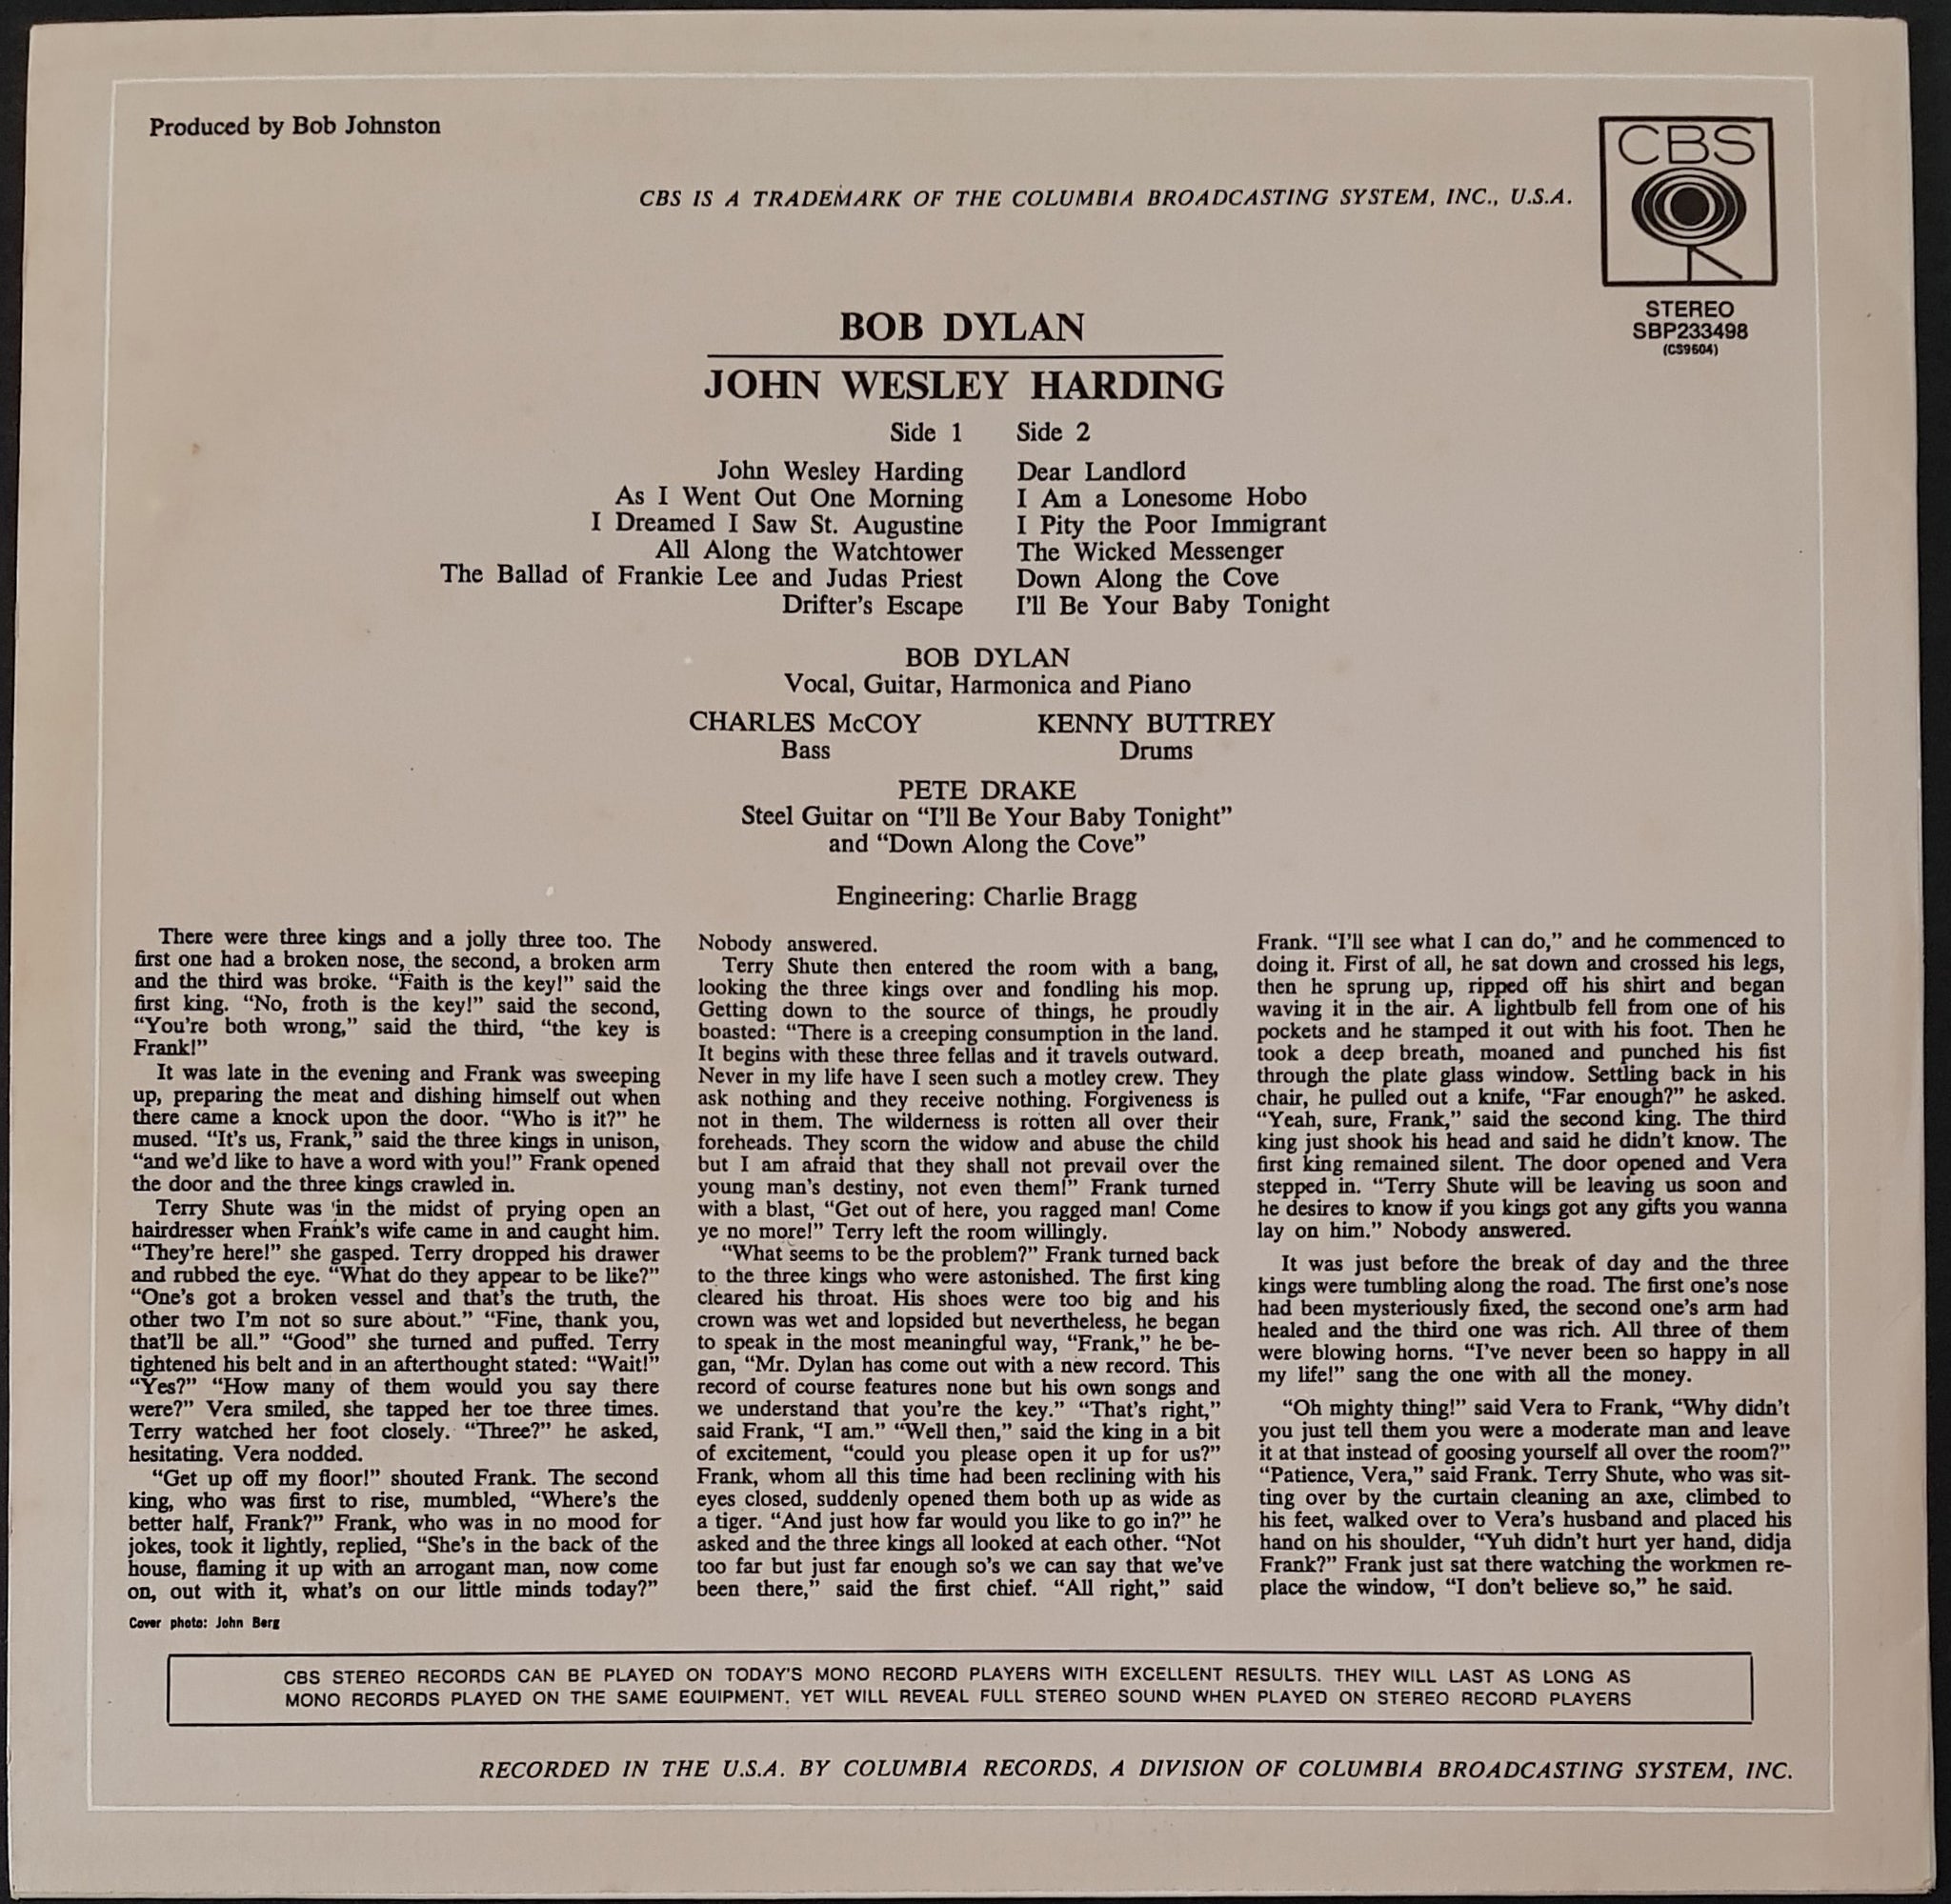 Produced by Bob Johnston
CBS
CBS IS A TRADEMARK OF THE COLUMBIA BROADCASTING SYSTEM, INC., U.S.A.
STEREO
SBP233498
(CS9604)
BOB DYLAN
JOHN WESLEY HARDING
Side 1
John Wesley Harding
As I Went Out One Morning
I Dreamed I Saw St. Augustine
All Along the Watchtower
The Ballad of Frankie Lee and Judas Priest
Drifter's Escape
Side 2
Dear Landlord
I Am a Lonesome Hobo
I Pity the Poor Immigrant
The Wicked Messenger
Down Along the Cove
I'll Be Your Baby Tonight
BOB DYLAN
Vocal, Guitar, Harmonica and Piano
CHARLES McCOY
Bass
KENNY BUTTREY
Drums
PETE DRAKE
Steel Guitar on “I'll Be Your Baby Tonight”
and “Down Along the Cove”
Engineering: Charlie Bragg
There were three kings and a jolly three too. The
first one had a broken nose, the second, a broken arm
and the third was broke. “Faith is the key!” said the
first king. “No, froth is the key!” said the second,
“You're both wrong,” said the third, “the key is
Frank!”
It was late in the evening and Frank was sweeping
up, preparing the meat and dishing himself out when
there came a knock upon the door. “Who is it?” he
mused. “It's us, Frank,” said the three kings in unison,
“and we'd like to have a word with you!” Frank opened
the door and the three kings crawled in.
Terry Shute was in the midst of prying open an
hairdresser when Frank's wife came in and caught him.
“They're here!” she gasped. Terry dropped his drawer
and rubbed the eye. “What do they appear to be like?”
“One's got a broken vessel and that's the truth, the
other two I'm not so sure about.” “Fine, thank you,
that'll be all.” “Good” she turned and puffed. Terry
tightened his belt and in an afterthought stated: “Wait!”
“Yes?” “How many of them would you say there
were?” Vera smiled, she tapped her toe three times.
Terry watched her foot closely. “Three?” he asked,
hesitating. Vera nodded.
“Get up off my floor!” shouted Frank. The second
king, who was first to rise, mumbled, “Where's the
better half, Frank?” Frank, who was in no mood for
jokes, took it lightly, replied, “She's in the back of the
house, flaming it up with an arrogant man, now come
on, out with it, what's on our little minds today?”
Nobody answered.
Terry Shute then entered the room with a bang,
looking the three kings over and fondling his mop.
Getting down to the source of things, he proudly
boasted: “There is a creeping consumption in the land.
It begins with these three fellas and it travels outward.
Never in my life have I seen such a motley crew. They
ask nothing and they receive nothing. Forgiveness is
not in them. The wilderness is rotten all over their
foreheads. They scorn the widow and abuse the child
but I am afraid that they shall not prevail over the
young man's destiny, not even them!” Frank turned
with a blast, “Get out of here, you ragged man! Come
ye no more!” Terry left the room willingly.
“What seems to be the problem?” Frank turned back
to the three kings who were astonished. The first king
cleared his throat. His shoes were too big and his
crown was wet and lopsided but nevertheless, he began
to speak in the most meaningful way, “Frank,” he be-
gan, “Mr. Dylan has come out with a new record. This
record of course features none but his own songs and
we understand that you're the key.” “That's right,”
said Frank, “I am.” “Well then,” said the king in a bit
of excitement, “could you please open it up for us?”
Frank, whom all this time had been reclining with his
eyes closed, suddenly opened them both up as wide as
a tiger. “And just how far would you like to go in?” he
asked and the three kings all looked at each other. “Not
too far but just far enough so's we can say that we've
been there,” said the first chief. “All right,” said
Frank. “I'll see what I can do,” and he commenced to
doing it. First of all, he sat down and crossed his legs,
then he sprung up, ripped off his shirt and began
waving it in the air. A lightbulb fell from one of his
pockets and he stamped it out with his foot. Then he
took a deep breath, moaned and punched his fist
through the plate glass window. Settling back in his
chair, he pulled out a knife, “Far enough?” he asked.
“Yeah, sure, Frank,” said the second king. The third
king just shook his head and said he didn't know. The
first king remained silent. The door opened and Vera
stepped in. “Terry Shute will be leaving us soon and
he desires to know if you kings got any gifts you wanna
lay on him.” Nobody answered.
It was just before the break of day and the three
kings were tumbling along the road. The first one's nose
had been mysteriously fixed, the second one's arm had
healed and the third one was rich. All three of them
were blowing horns. “I've never been so happy in all
my life!” sang the one with all the money.
“Oh mighty thing!” said Vera to Frank, “Why didn't
you just tell them you were a moderate man and leave
it at that instead of goosing yourself all over the room?”
“Patience, Vera,” said Frank. Terry Shute, who was sit-
ting over by the curtain cleaning an axe, climbed to
his feet, walked over to Vera's husband and placed his
hand on his shoulder, “Yuh didn't hurt yer hand, didja
Frank?” Frank just sat there watching the workmen re-
place the window, “I don't believe so,” he said.
Cover photo: John Berg
CBS STEREO RECORDS CAN BE PLAYED ON TODAY'S MONO RECORD PLAYERS WITH EXCELLENT RESULTS. THEY WILL LAST AS LONG AS
MONO RECORDS PLAYED ON THE SAME EQUIPMENT. YET WILL REVEAL FULL STEREO SOUND WHEN PLAYED ON STEREO RECORD PLAYERS
RECORDED IN THE U.S.A. BY COLUMBIA RECORDS, A DIVISION OF COLUMBIA BROADCASTING SYSTEM, INC.